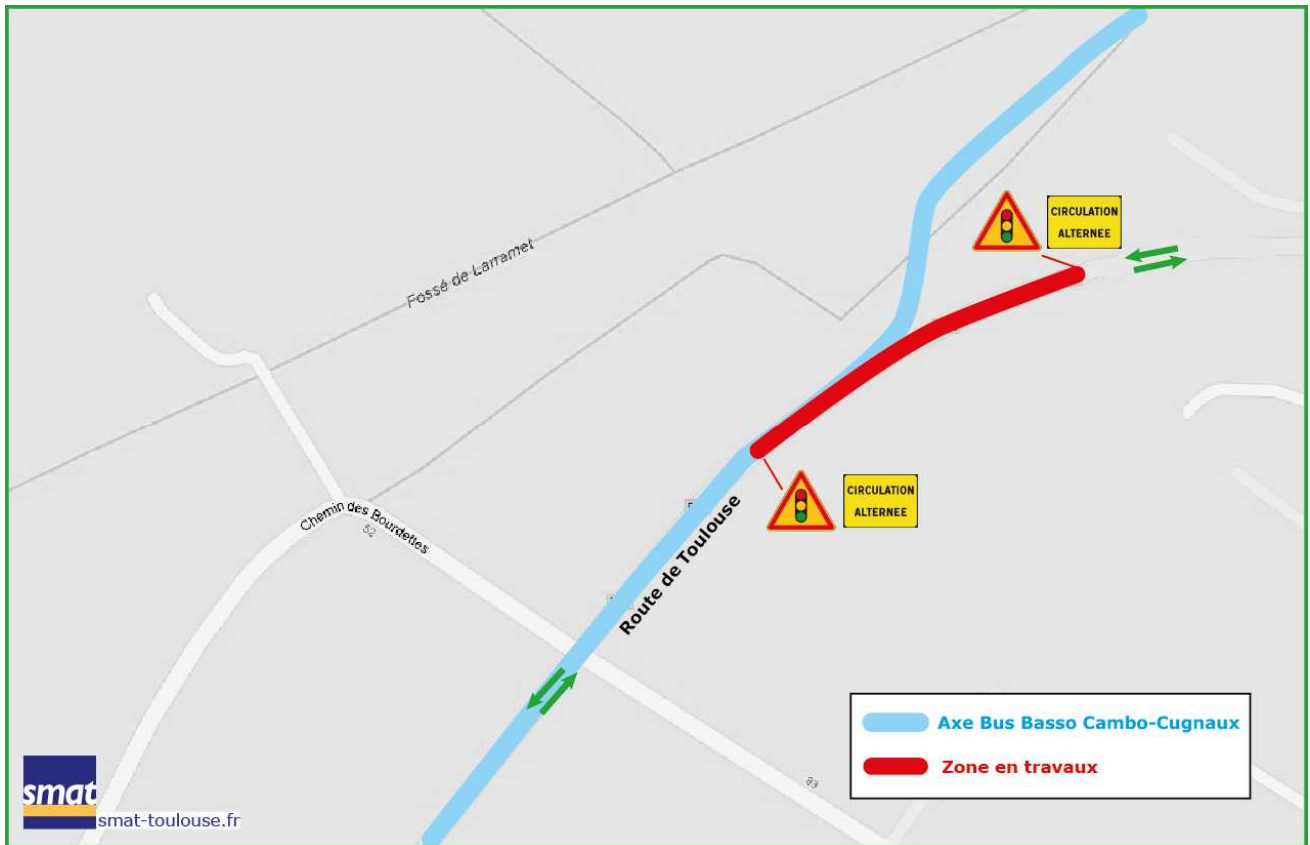 CIRCULATION
ALTERNEE
Fossé de Larramet
CIRCULATION
ALTERNEE
Chemin des Bourdettes
52
Route de Toulouse
Axe Bus Basso Cambo-Cugnaux
Zone en travaux
83
smat
smat-toulouse.fr